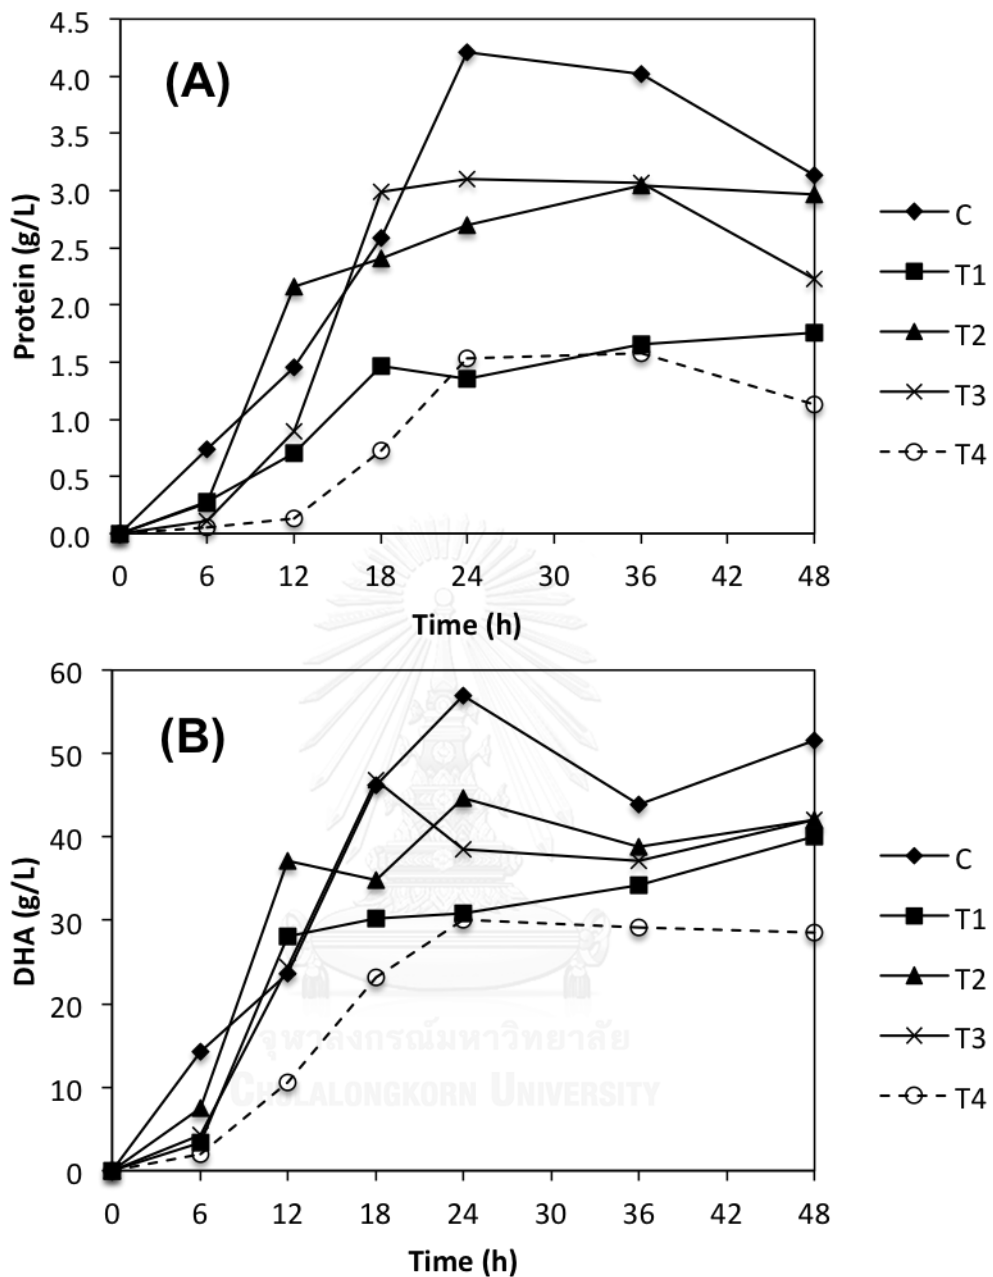 (A)
4.5
4.0
3.5
3.0
2.5
2.0
1.5
1.0
0.5
0.0
Protein (g/L)
0 6 12 18 24 30 36 42 48
Time (h)
C
T1
T2
T3
T4
(B)
60
50
40
30
20
10
0
DHA (g/L)
0 6 12 18 24 30 36 42 48
Time (h)
C
T1
T2
T3
T4
จุฬาลงกรณ์มหาวิทยาลัย
CHULALONGKORN UNIVERSITY